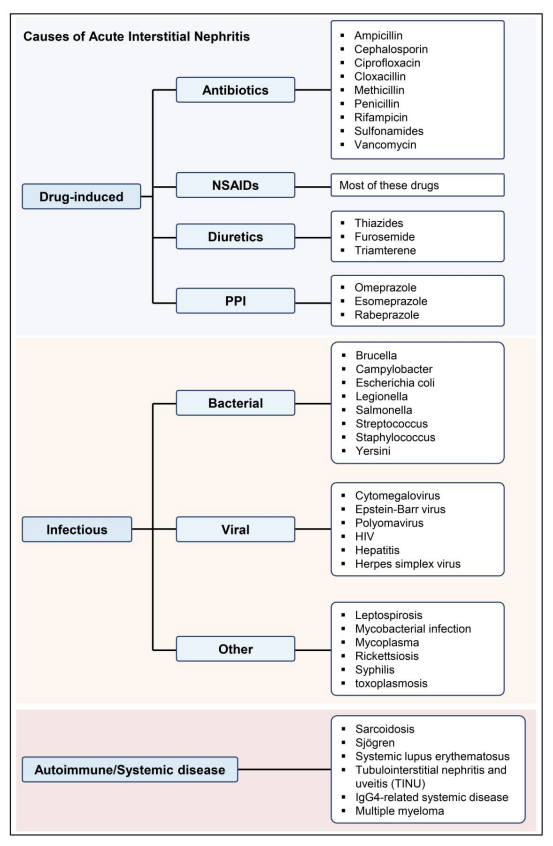 Causes of Acute Interstitial Nephritis
Drug-induced
Antibiotics
▪ Ampicillin
▪ Cephalosporin
▪ Ciprofloxacin
▪ Cloxacillin
▪ Methicillin
▪ Penicillin
▪ Rifampicin
▪ Sulfonamides
▪ Vancomycin
NSAIDs
Most of these drugs
Diuretics
▪ Thiazides
▪ Furosemide
▪ Triamterene
PPI
▪ Omeprazole
▪ Esomeprazole
▪ Rabeprazole
Infectious
Bacterial
▪ Brucella
▪ Campylobacter
▪ Escherichia coli
▪ Legionella
▪ Salmonella
▪ Streptococcus
▪ Staphylococcus
▪ Yersini
Viral
▪ Cytomegalovirus
▪ Epstein-Barr virus
▪ Polyomavirus
▪ HIV
▪ Hepatitis
▪ Herpes simplex virus
Other
▪ Leptospirosis
▪ Mycobacterial infection
▪ Mycoplasma
▪ Rickettsiosis
▪ Syphilis
▪ toxoplasmosis
Autoimmune/Systemic disease
▪ Sarcoidosis
▪ Sjögren
▪ Systemic lupus erythematosus
▪ Tubulointerstitial nephritis and
uveitis (TINU)
▪ IgG4-related systemic disease
▪ Multiple myeloma